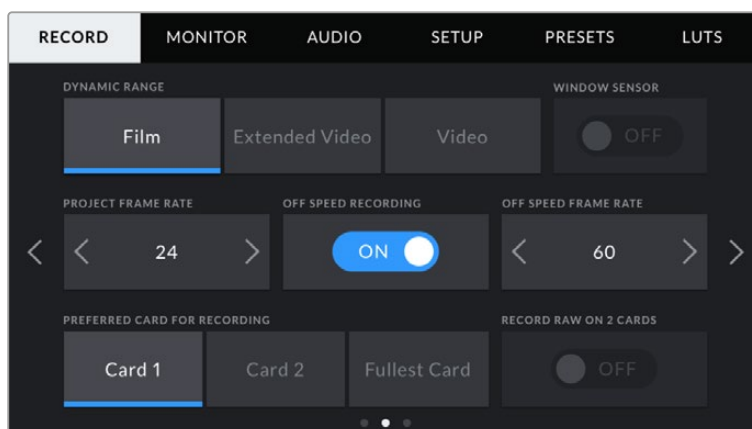 RECORD MONITOR AUDIO SETUP PRESETS LUTS
DYNAMIC RANGE WINDOW SENSOR
Film Extended Video Video OFF
PROJECT FRAME RATE OFF SPEED RECORDING OFF SPEED FRAME RATE
24 ON 60
PREFERRED CARD FOR RECORDING RECORD RAW ON 2 CARDS
Card 1 Card 2 Fullest Card OFF